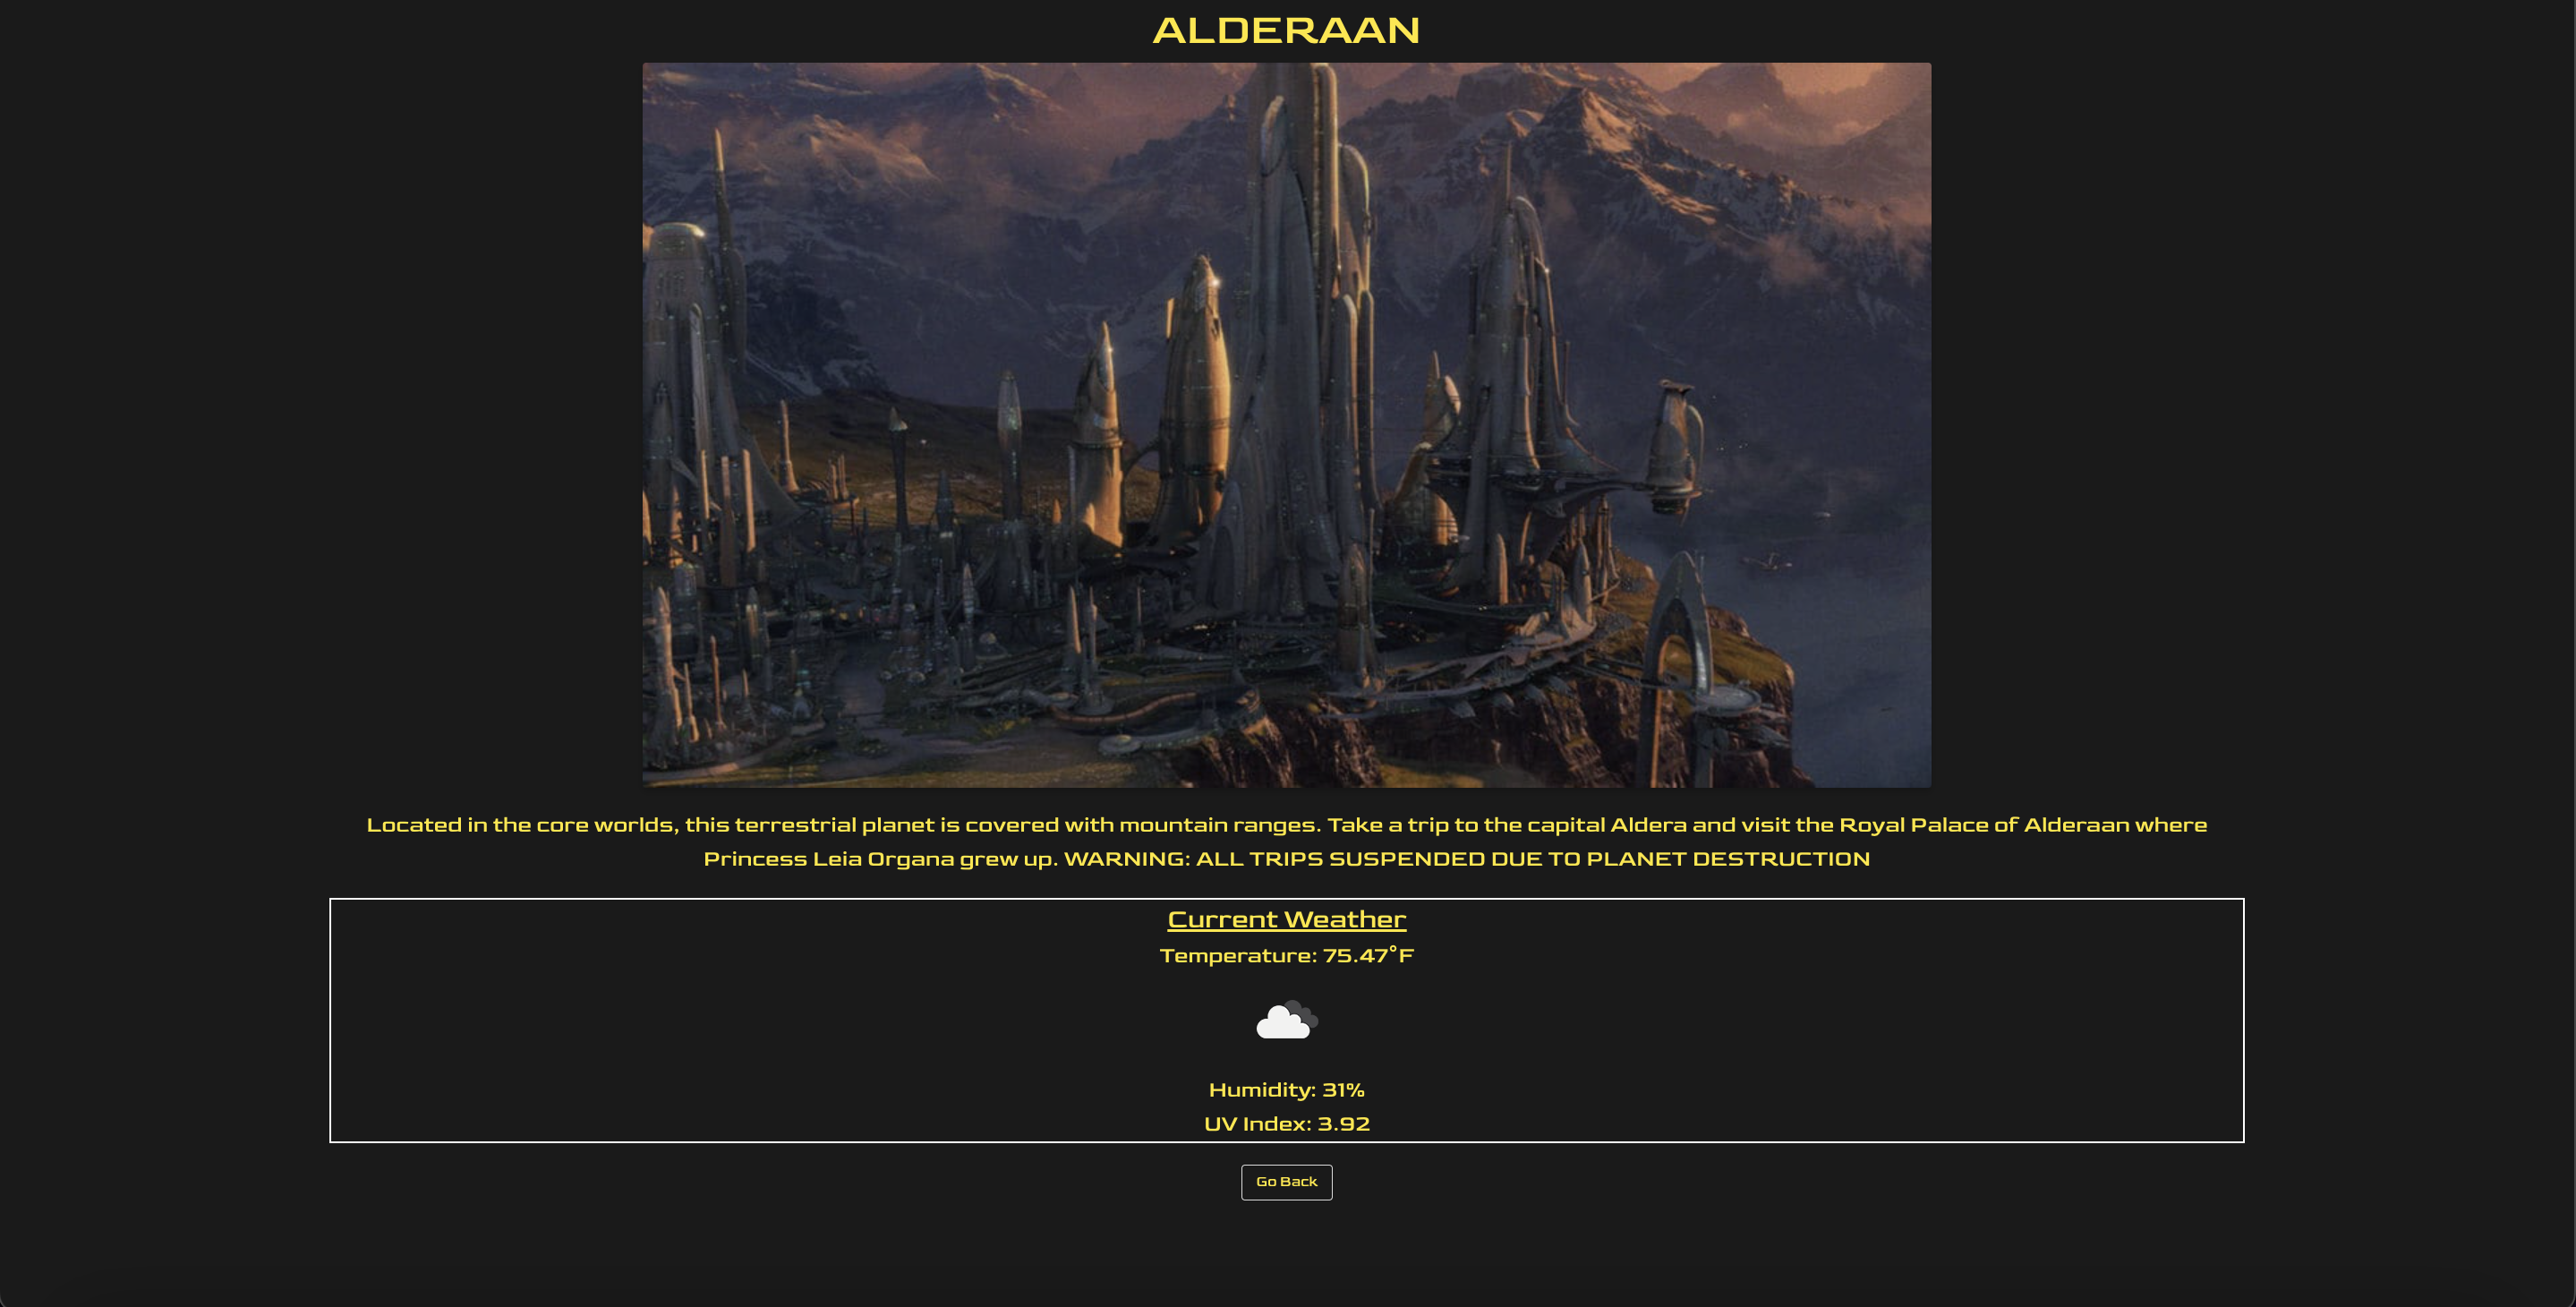 ALDERAAN
Located in the core worlds, this terrestrial planet is covered with mountain ranges. Take a trip to the capital Aldera and visit the Royal Palace of Alderaan where
Princess Leia Organa grew up. WARNING: ALL TRIPS SUSPENDED DUE TO PLANET DESTRUCTION
Current Weather
Temperature: 75.47°F
Humidity: 31%
UV Index: 3.92
Go Back